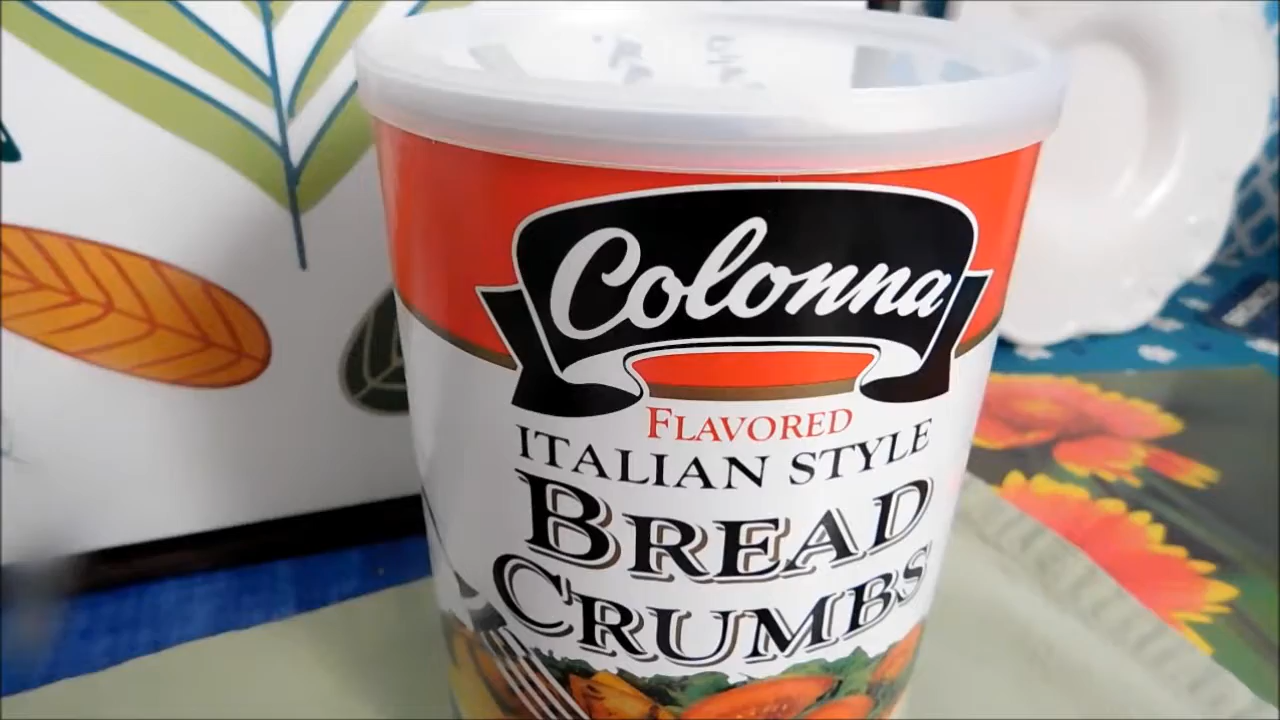 Colonna
FLAVORED
ITALIAN STYLE
BREAD
CRUMBS